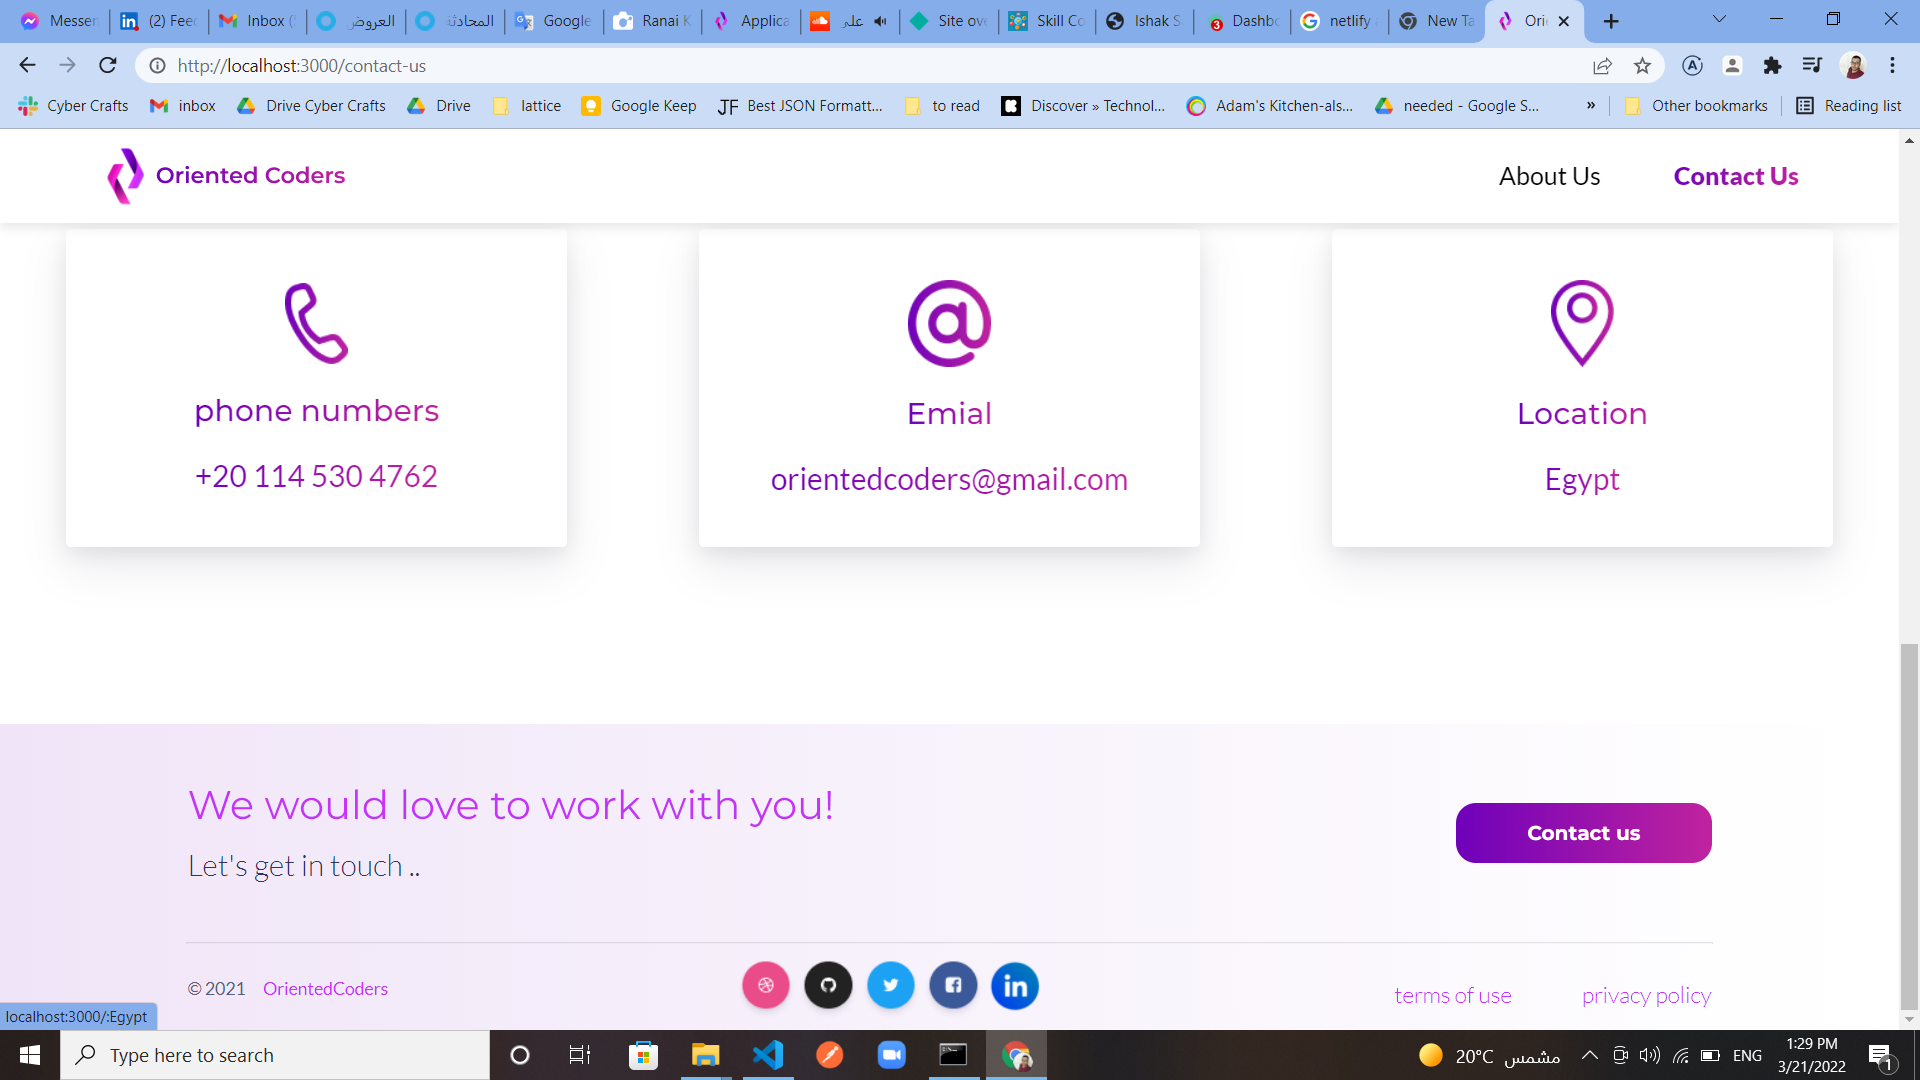 Messen
(2) Feed
Inbox (
العروض
المحادثة
Google
Ranai K
Applica
على
Site ove
Skill Co
Ishak S
Dashbo
netlify
New Ta
Orie
http://localhost:3000/contact-us
Cyber Crafts
inbox
Drive Cyber Crafts
Drive
lattice
Google Keep
JF Best JSON Formatt...
to read
Discover » Technol...
Adam's Kitchen-als...
needed - Google S...
»
Other bookmarks
Reading list
Oriented Coders
About Us
Contact Us
phone numbers
+20 114 530 4762
Emial
orientedcoders@gmail.com
Location
Egypt
We would love to work with you!
Let's get in touch ..
Contact us
© 2021 OrientedCoders
in
terms of use
privacy policy
localhost:3000/:Egypt
Type here to search
20°C مشمس
ENG
1:29 PM
3/21/2022
1